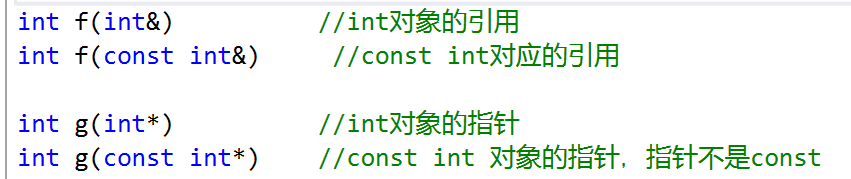 int f(int&) //int对象的引用
int f(const int&) //const int对应的引用
int g(int*) //int对象的指针
int g(const int*) //const int 对象的指针, 指针不是const